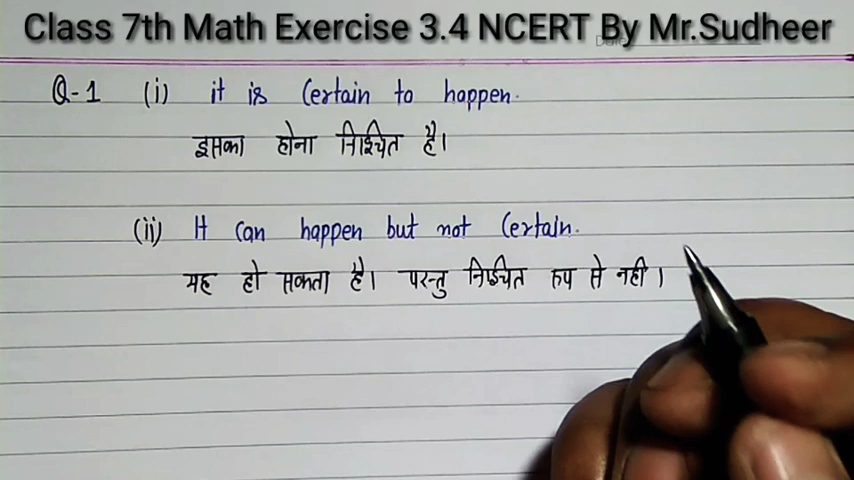 Class 7th Math Exercise 3.4 NCERT By Mr.Sudheer
Q-1 (i) it is Certain to happen.
इसका होना निश्चित है।
(ii) It can happen but not Certain.
यह हो सकता है। परन्तु निश्चित रुप से नही।